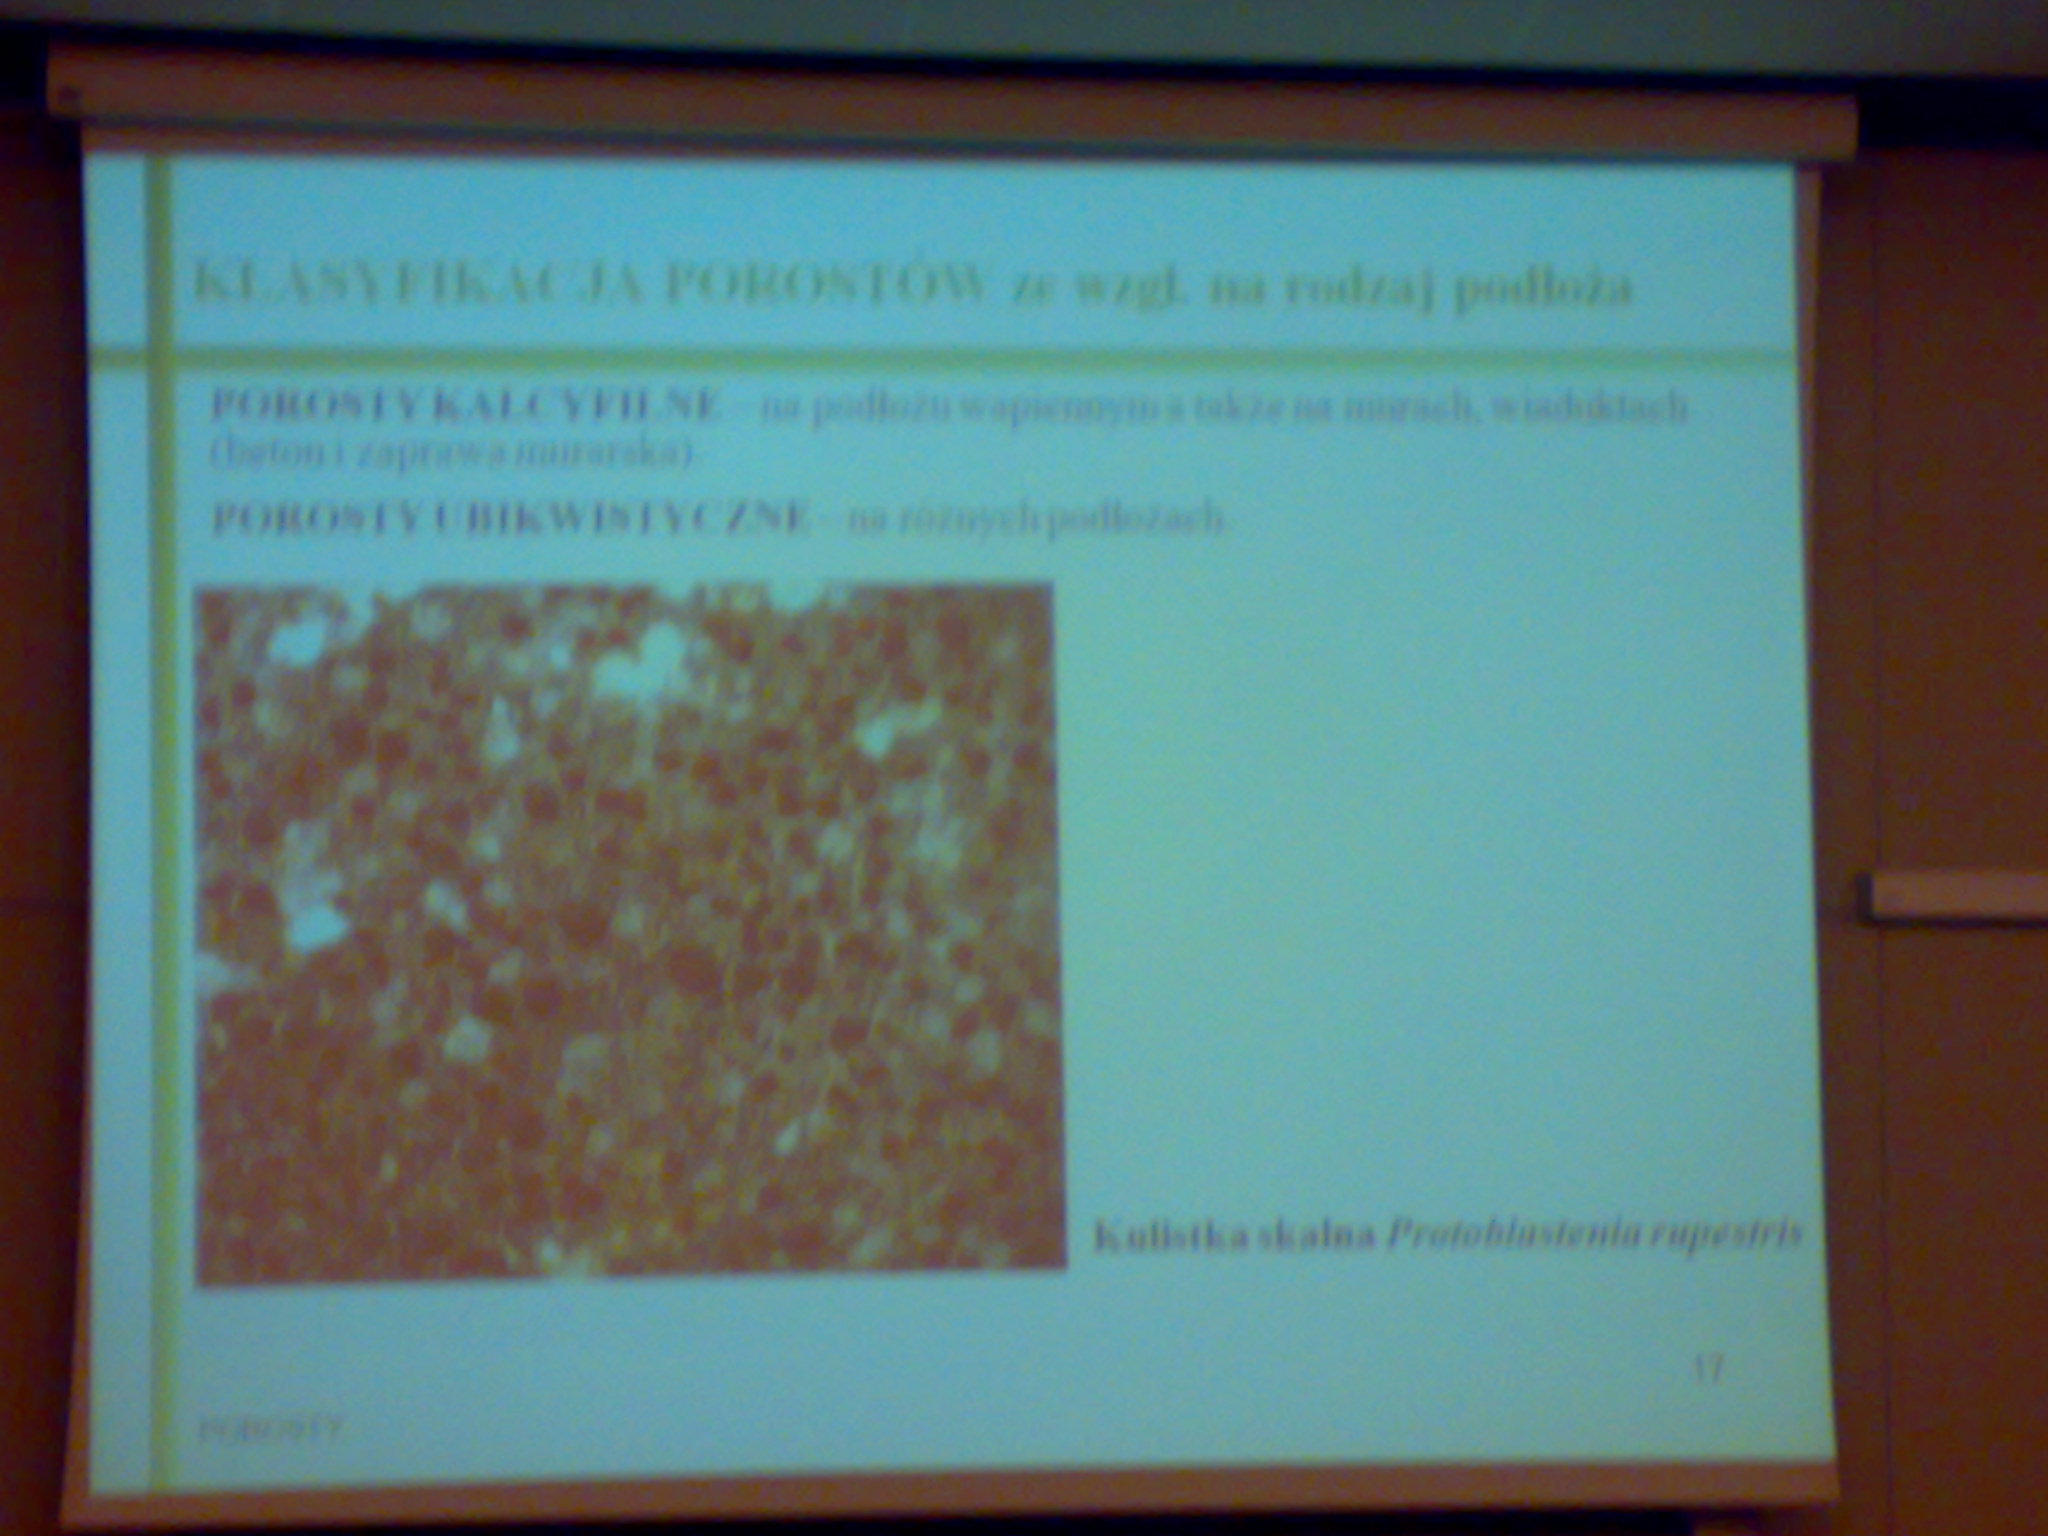 KLASYFIKACJA POROSTÓW ze wzgl. na rodzaj podłoża
POROSTY KALCYFILNE - na podłożu wapiennym a także na murach, wiaduktach
(beton i zaprawa murarska)
POROSTY UBIKWISTYCZNE - na różnych podłożach
Kulistka skalna Protoblastenia rupestris
17
POROSTY